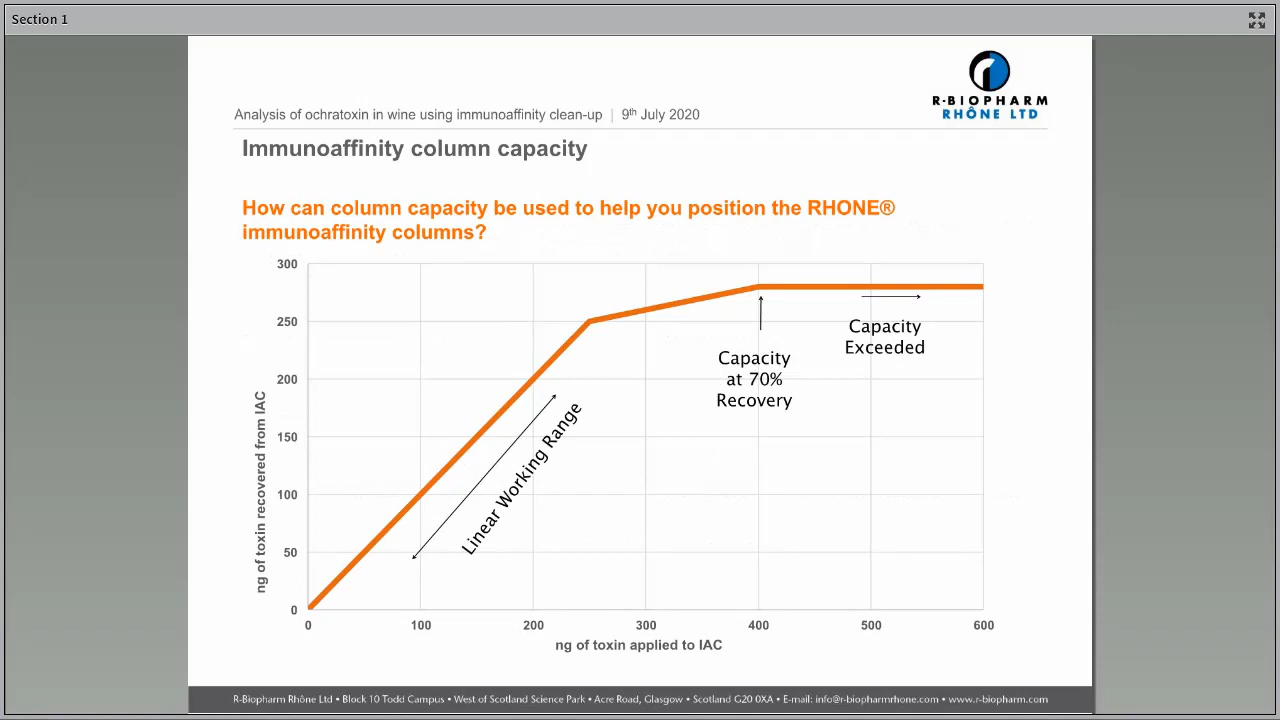 Section 1
R-BIOPHARM
RHÔNE LTD
Analysis of ochratoxin in wine using immunoaffinity clean-up | 9th July 2020
Immunoaffinity column capacity
How can column capacity be used to help you position the RHONE®
immunoaffinity columns?
300
250
200
150
100
50
0
ng of toxin recovered from IAC
Linear Working Range
Capacity
at 70%
Recovery
Capacity
Exceeded
0 100 200 300 400 500 600
ng of toxin applied to IAC
R-Biopharm Rhône Ltd • Block 10 Todd Campus • West of Scotland Science Park • Acre Road, Glasgow • Scotland G20 0XA • E-mail: info@r-biopharmrhone.com • www.r-biopharm.com